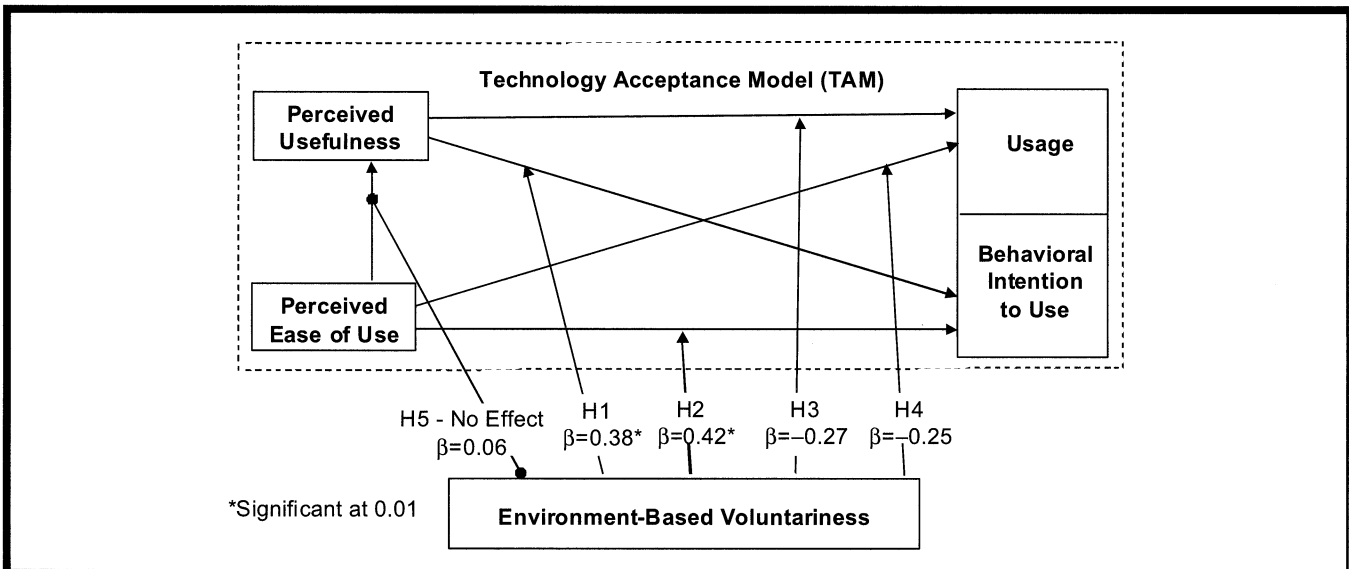 Technology Acceptance Model (TAM)
Perceived
Usefulness
Usage
Behavioral
Intention
to Use
Perceived
Ease of Use
H5 - No Effect
β=0.06
H1
β=0.38*
H2
β=0.42*
H3
β=–0.27
H4
β=–0.25
*Significant at 0.01
Environment-Based Voluntariness